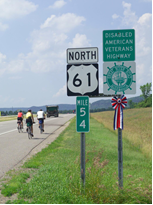 NORTH
U S
61
MILE
5
4
DISABLED
AMERICAN
VETERANS
HIGHWAY